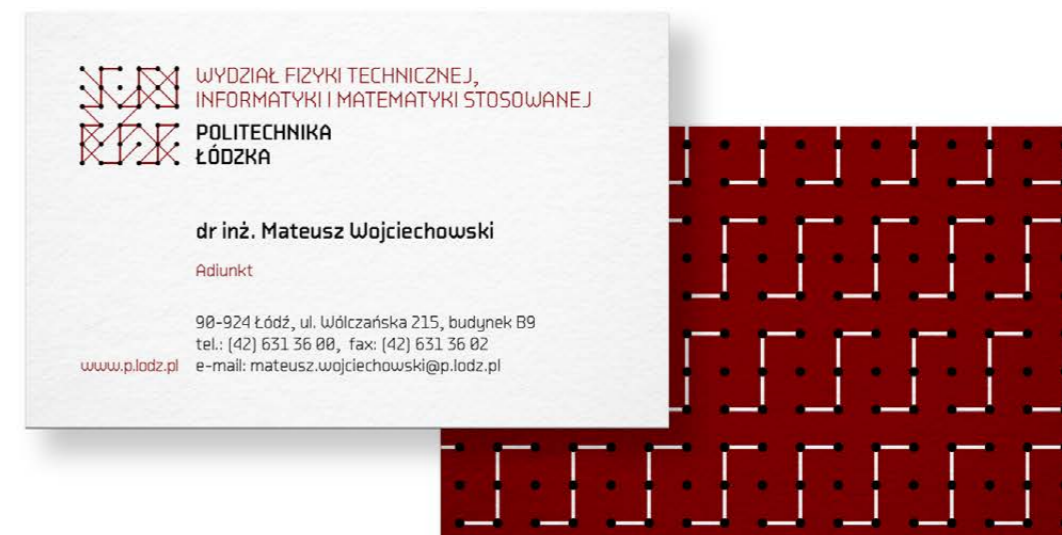 WYDZIAŁ FIZYKI TECHNICZNEJ,
INFORMATYKI I MATEMATYKI STOSOWANEJ
POLITECHNIKA
ŁÓDZKA
dr inż. Mateusz Wojciechowski
Adiunkt
90-924 Łódź, ul. Wólczańska 215, budynek B9
tel.: (42) 631 36 00, fax: (42) 631 36 02
www.p.lodz.pl e-mail: mateusz.wojciechowski@p.lodz.pl